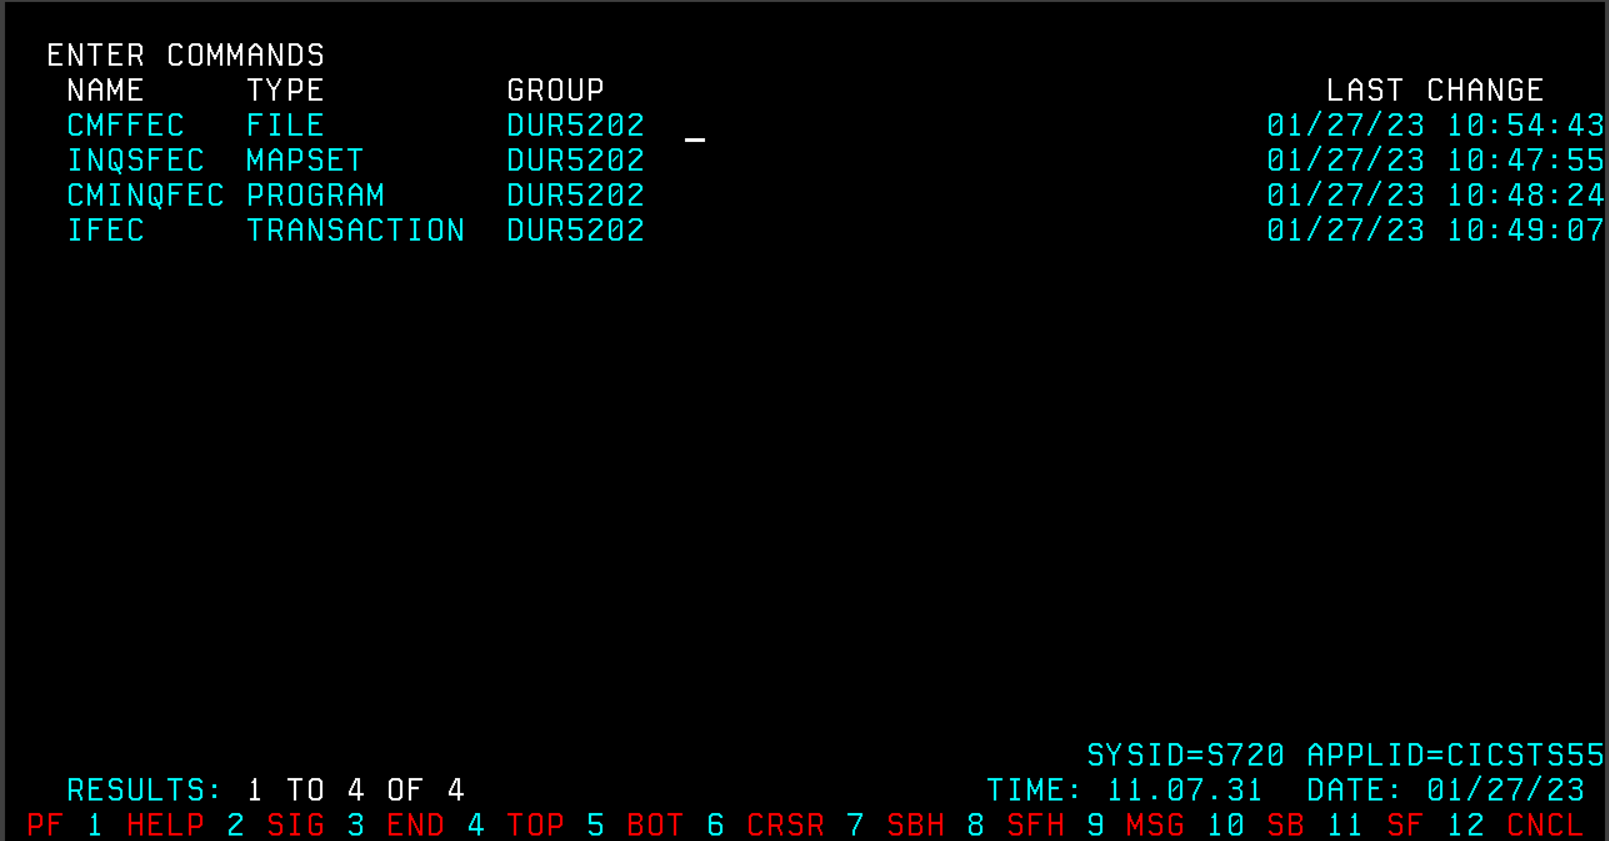 ENTER COMMANDS
NAME TYPE GROUP LAST CHANGE
CMFFEC FILE DUR5202 _ 01/27/23 10:54:43
INQSFEC MAPSET DUR5202 01/27/23 10:47:55
CMINQFEC PROGRAM DUR5202 01/27/23 10:48:24
IFEC TRANSACTION DUR5202 01/27/23 10:49:07
SYSID=S720 APPLID=CICSTS55
RESULTS: 1 TO 4 OF 4 TIME: 11.07.31 DATE: 01/27/23
PF 1 HELP 2 SIG 3 END 4 TOP 5 BOT 6 CRSR 7 SBH 8 SFH 9 MSG 10 SB 11 SF 12 CNCL